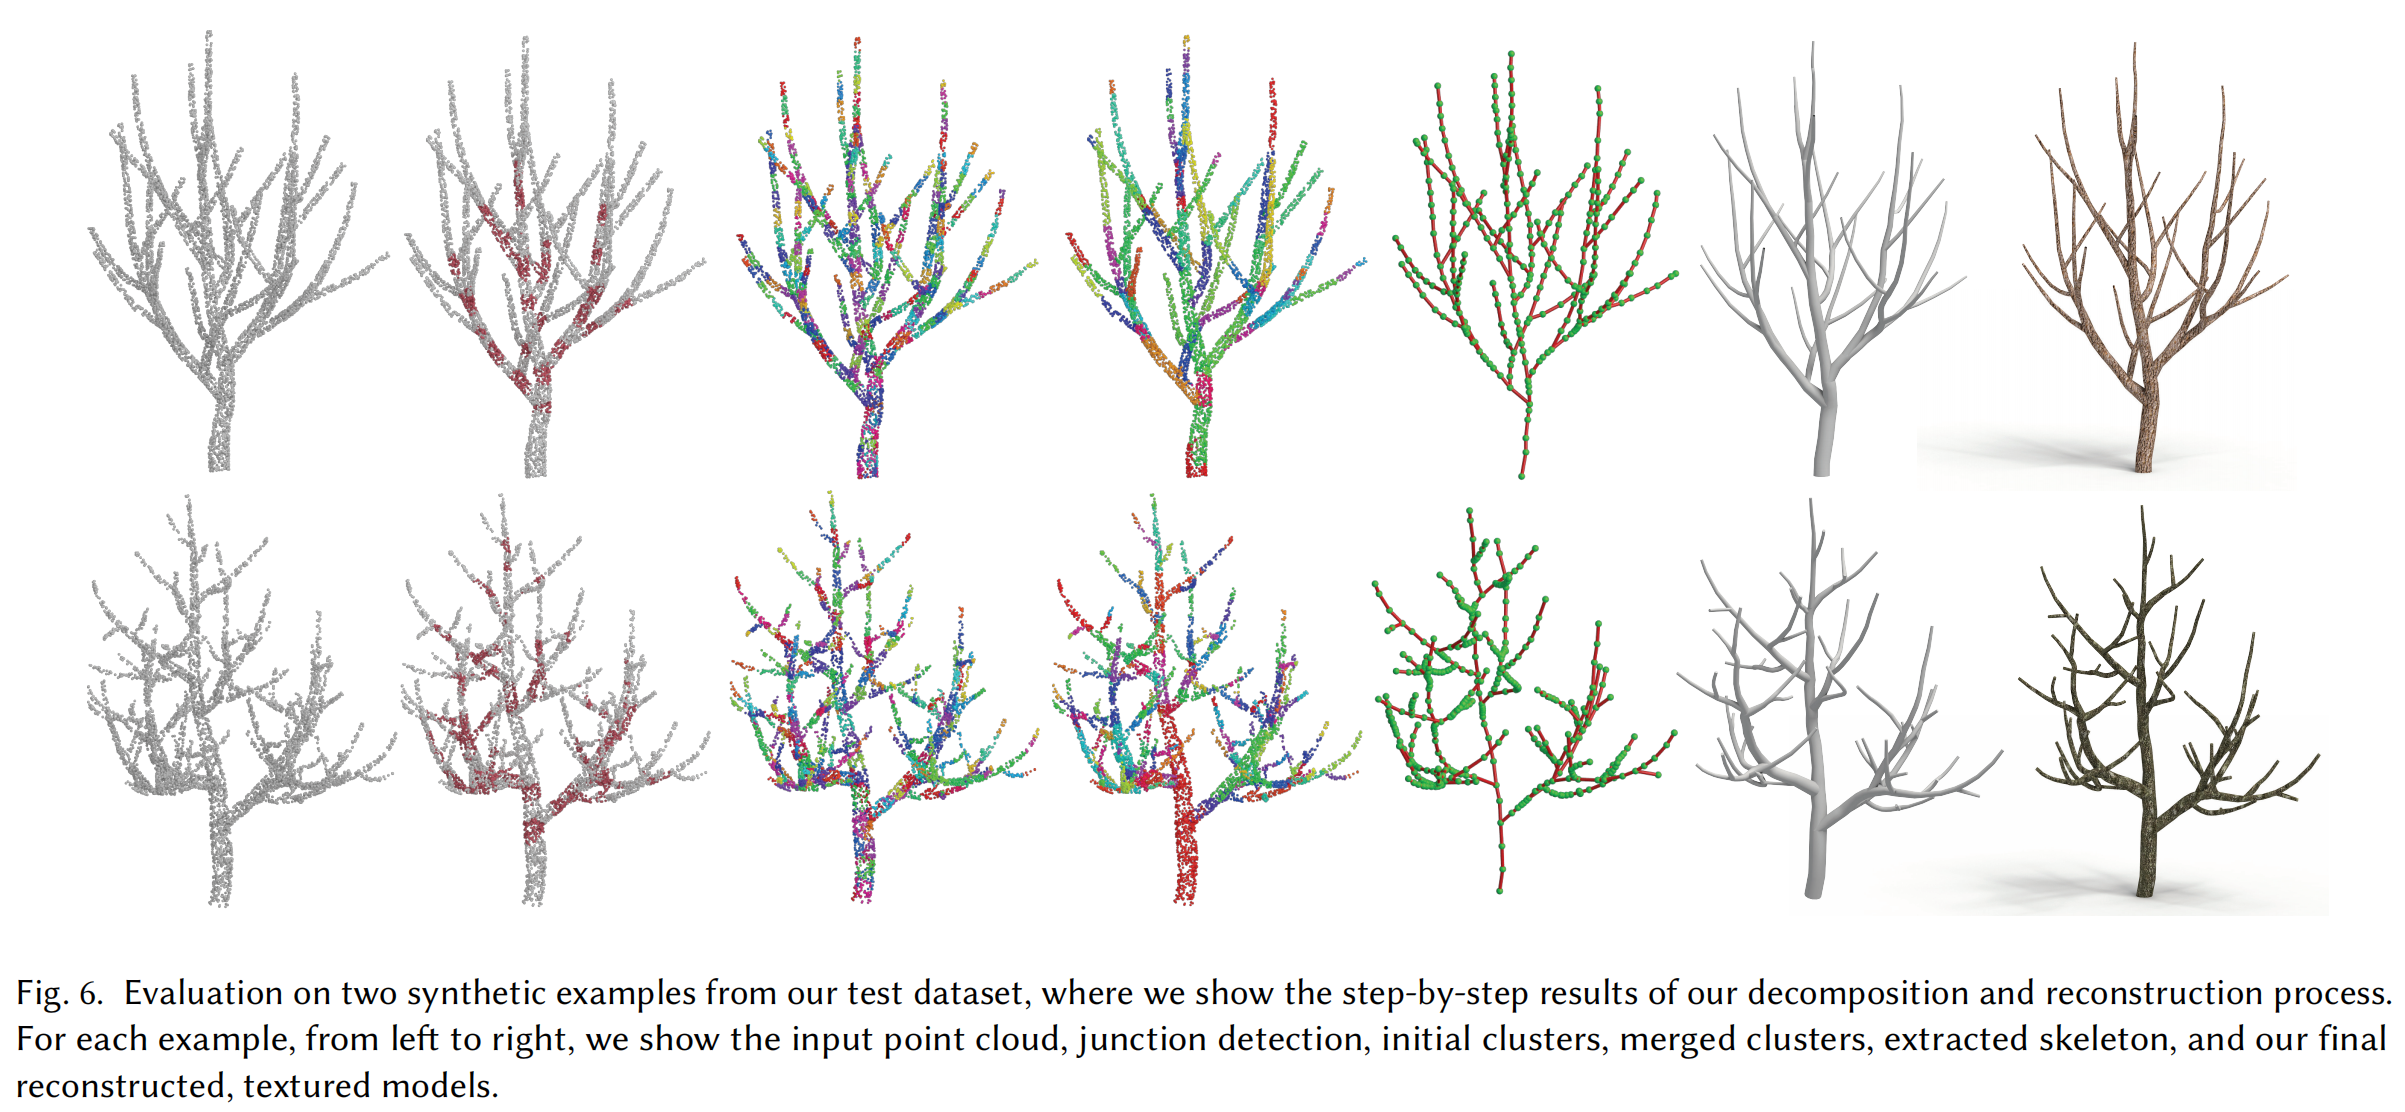 Fig. 6. Evaluation on two synthetic examples from our test dataset, where we show the step-by-step results of our decomposition and reconstruction process.
For each example, from left to right, we show the input point cloud, junction detection, initial clusters, merged clusters, extracted skeleton, and our final
reconstructed, textured models.